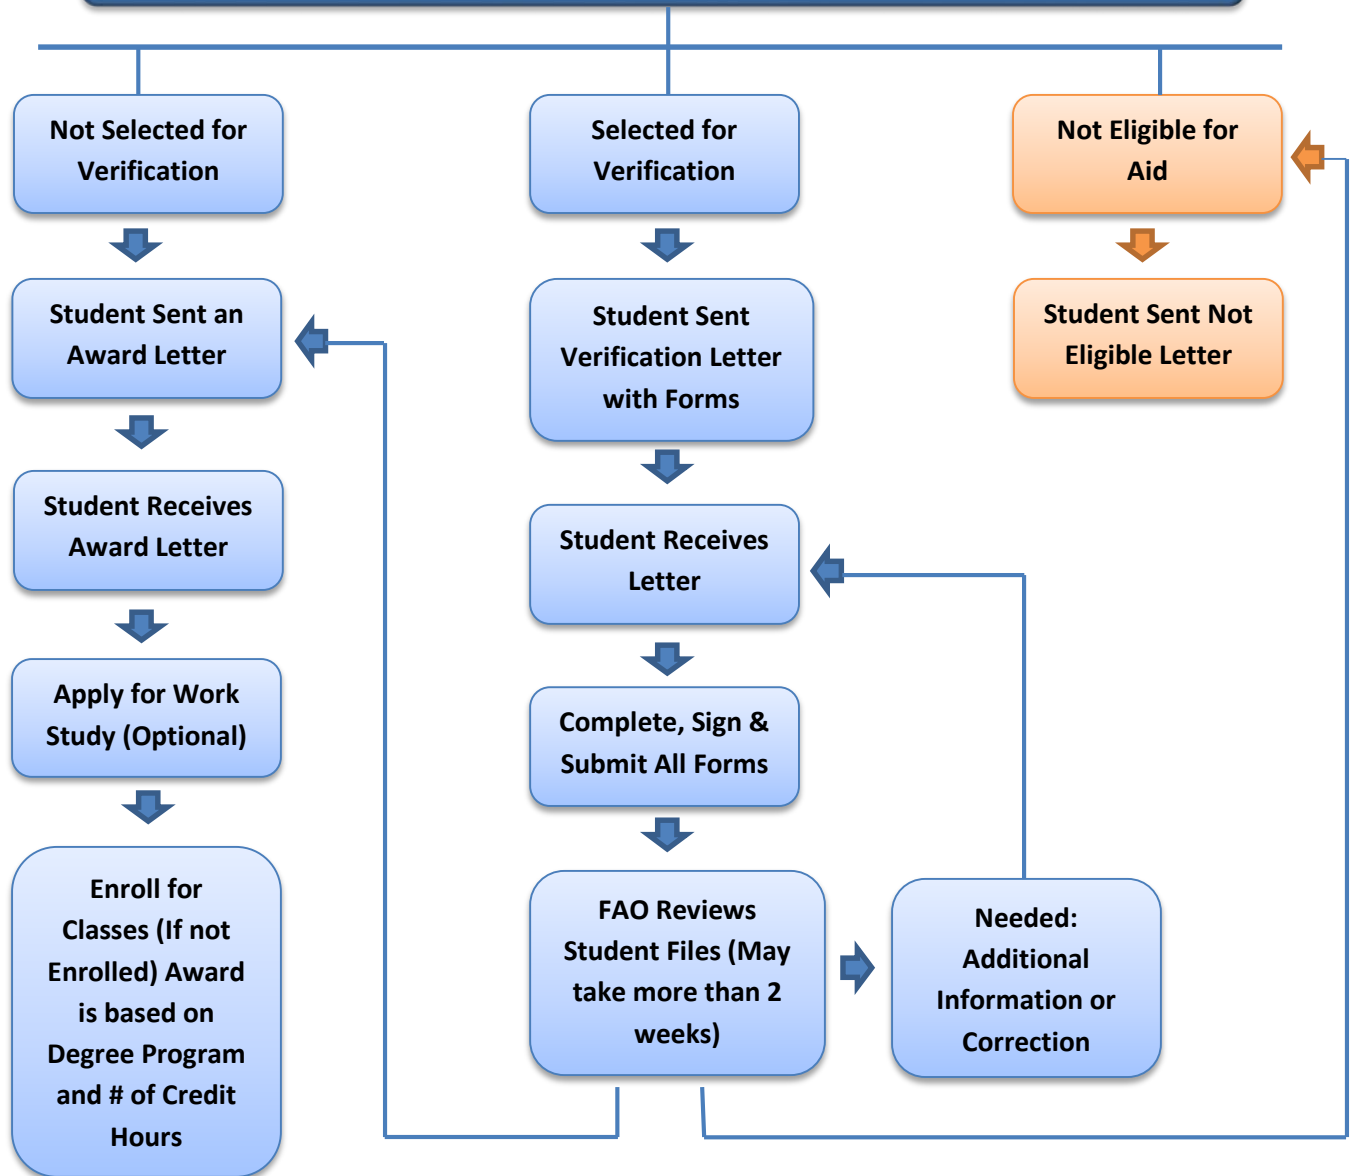 Not Selected for
Verification
Selected for
Verification
Not Eligible for
Aid
Student Sent an
Award Letter
Student Sent
Verification Letter
with Forms
Student Sent Not
Eligible Letter
Student Receives
Award Letter
Student Receives
Letter
Apply for Work
Study (Optional)
Complete, Sign &
Submit All Forms
Enroll for
Classes (If not
Enrolled) Award
is based on
Degree Program
and # of Credit
Hours
FAO Reviews
Student Files (May
take more than 2
weeks)
Needed:
Additional
Information or
Correction